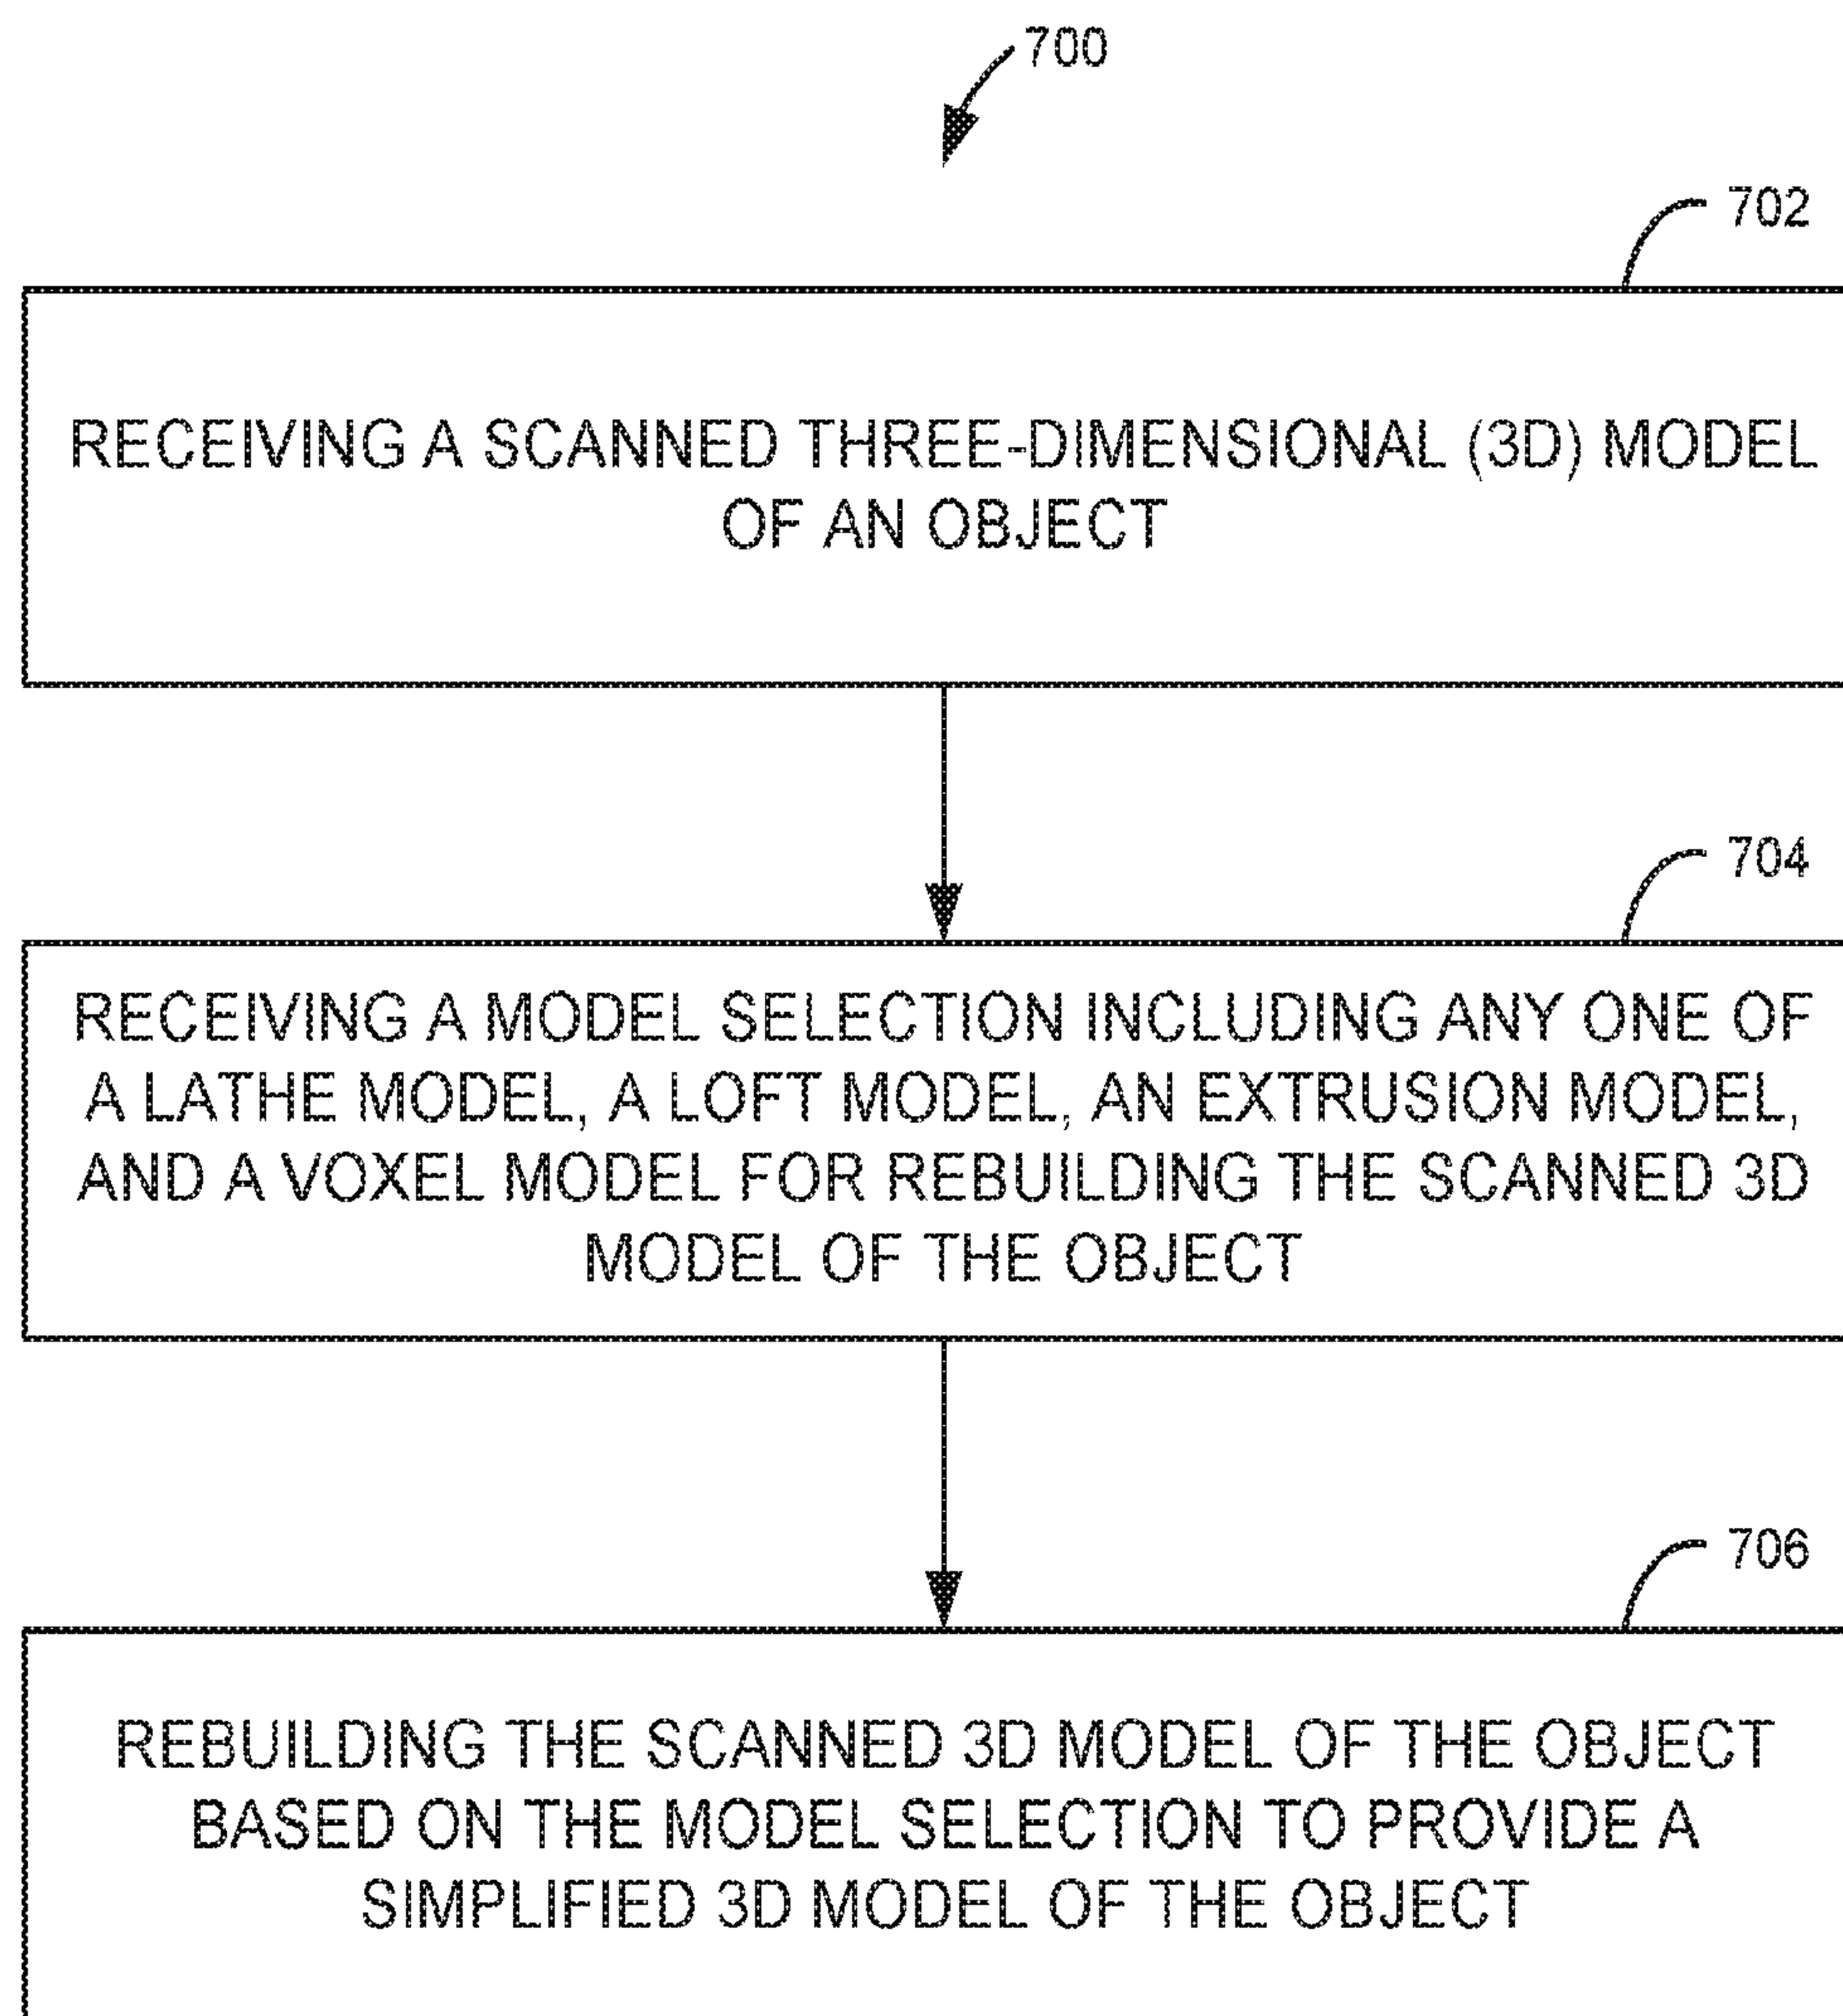 700
702
RECEIVING A SCANNED THREE-DIMENSIONAL (3D) MODEL
OF AN OBJECT
704
RECEIVING A MODEL SELECTION INCLUDING ANY ONE OF
A LATHE MODEL, A LOFT MODEL, AN EXTRUSION MODEL,
AND A VOXEL MODEL FOR REBUILDING THE SCANNED 3D
MODEL OF THE OBJECT
706
REBUILDING THE SCANNED 3D MODEL OF THE OBJECT
BASED ON THE MODEL SELECTION TO PROVIDE A
SIMPLIFIED 3D MODEL OF THE OBJECT